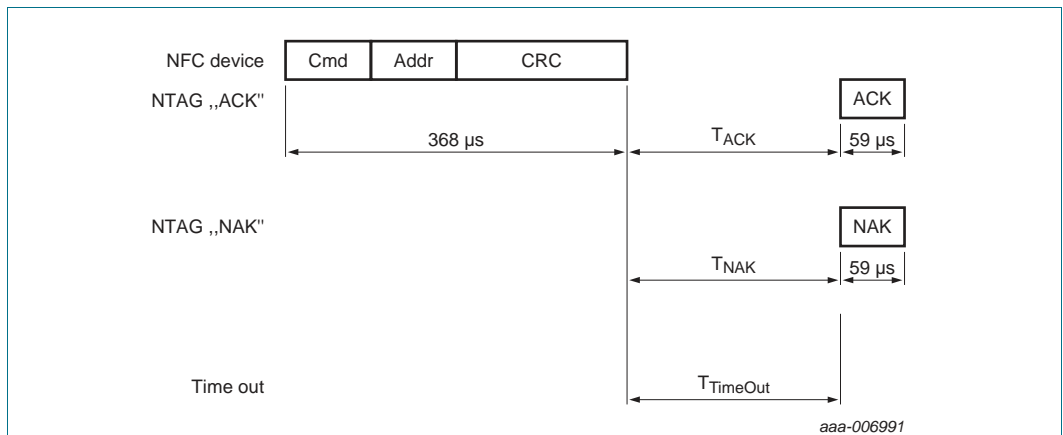 NFC device Cmd Addr CRC
NTAG ,,ACK" ACK
368 µs TACK 59 µs
NTAG ,,NAK" NAK
TNAK 59 µs
Time out TTimeOut
aaa-006991